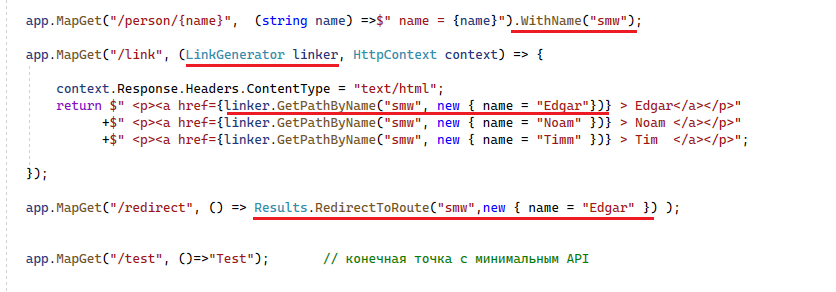 app.MapGet("/person/{name}",  (string name) =>$" name = {name}").WithName("smw");
app.MapGet("/link", (LinkGenerator linker, HttpContext context) => {
context.Response.Headers.ContentType = "text/html";
return $" <p><a href={linker.GetPathByName("smw", new { name = "Edgar"})} > Edgar</a></p>"
+$" <p><a href={linker.GetPathByName("smw", new { name = "Noam" })} > Noam </a></p>"
+$" <p><a href={linker.GetPathByName("smw", new { name = "Timm" })} > Tim  </a></p>";
});
app.MapGet("/redirect", () => Results.RedirectToRoute("smw",new { name = "Edgar" }) );
app.MapGet("/test", ()=>"Test");       // конечная точка с минимальным API